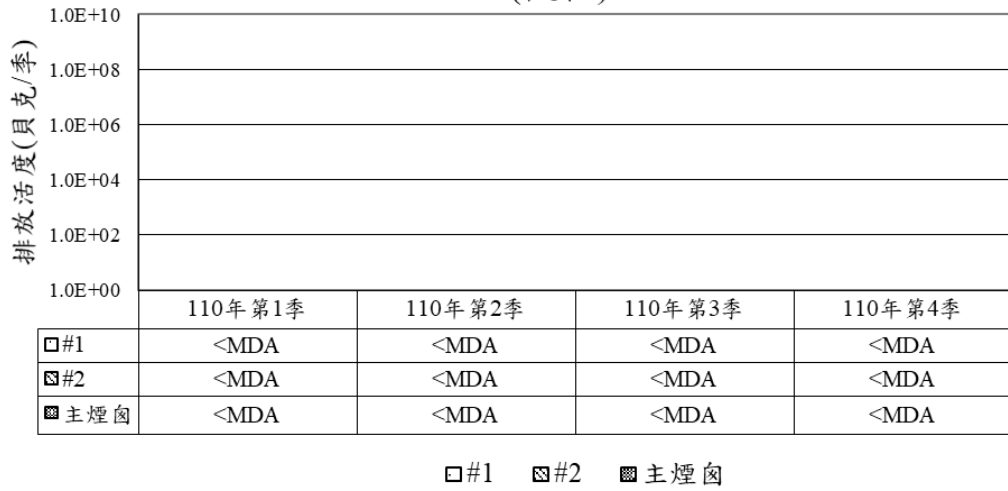 1.0E+10
1.0E+08
1.0E+06
1.0E+04
1.0E+02
1.0E+00
排放活度(貝克/季)
110年第1季 110年第2季 110年第3季 110年第4季
#1 <MDA <MDA <MDA <MDA
#2 <MDA <MDA <MDA <MDA
主煙囪 <MDA <MDA <MDA <MDA
#1 #2 主煙囪